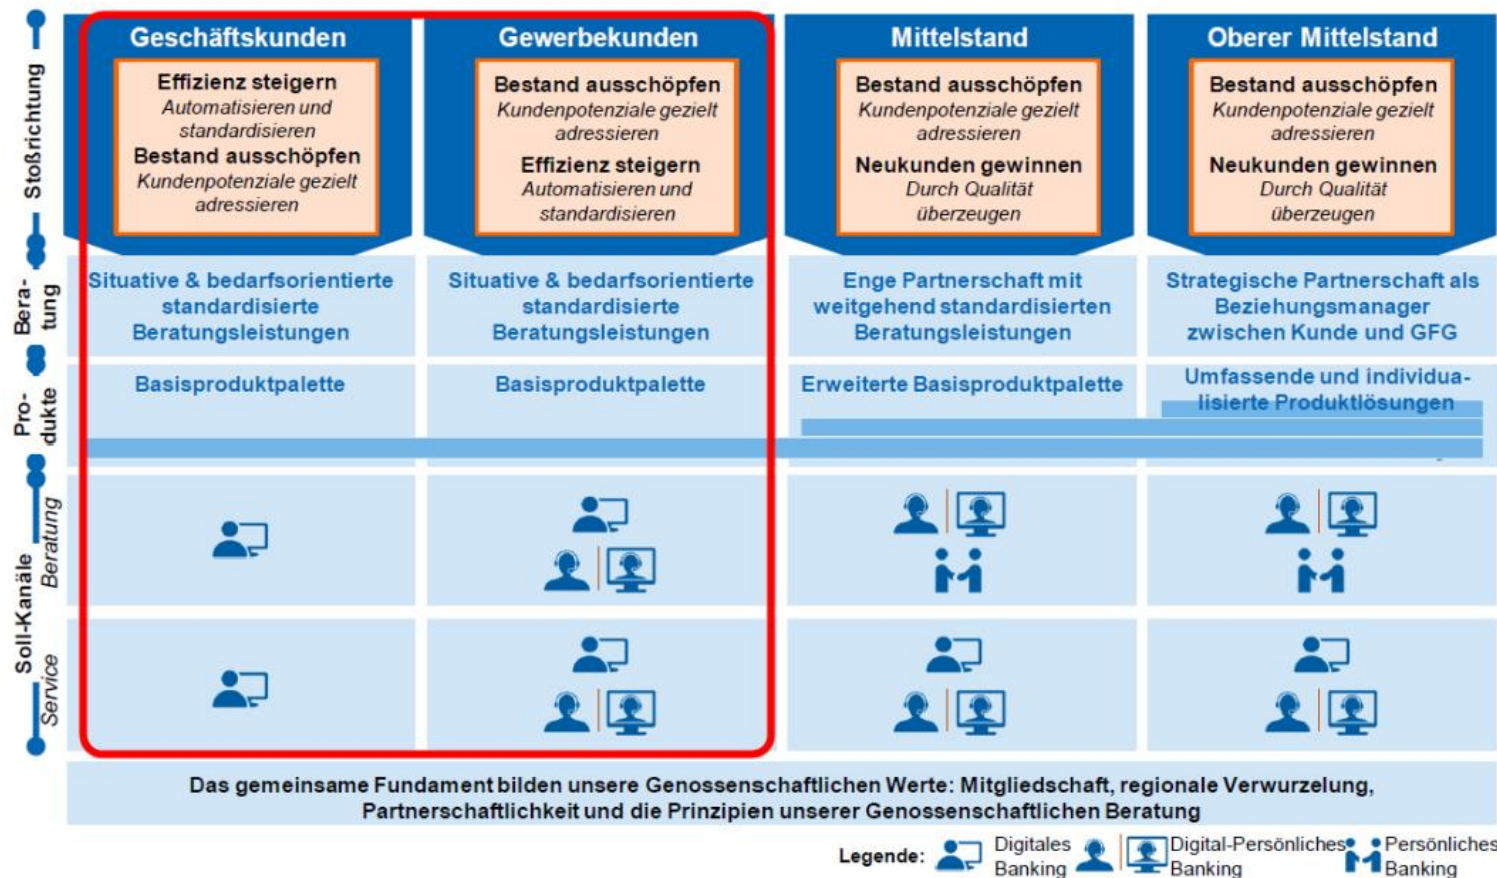 Stoßrichtung
Geschäftskunden
Effizienz steigern
Automatisieren und
standardisieren
Bestand ausschöpfen
Kundenpotenziale gezielt
adressieren
Gewerbekunden
Bestand ausschöpfen
Kundenpotenziale gezielt
adressieren
Effizienz steigern
Automatisieren und
standardisieren
Mittelstand
Bestand ausschöpfen
Kundenpotenziale gezielt
adressieren
Neukunden gewinnen
Durch Qualität
überzeugen
Oberer Mittelstand
Bestand ausschöpfen
Kundenpotenziale gezielt
adressieren
Neukunden gewinnen
Durch Qualität
überzeugen
Bera-
tung
Situative & bedarfsorientierte
standardisierte
Beratungsleistungen
Situative & bedarfsorientierte
standardisierte
Beratungsleistungen
Enge Partnerschaft mit
weitgehend standardisierten
Beratungsleistungen
Strategische Partnerschaft als
Beziehungsmanager
zwischen Kunde und GFG
Pro-
dukte
Basisproduktpalette
Basisproduktpalette
Erweiterte Basisproduktpalette
Umfassende und individua-
lisierte Produktlösungen
Soll-Kanäle
Beratung
Service
Das gemeinsame Fundament bilden unsere Genossenschaftlichen Werte: Mitgliedschaft, regionale Verwurzelung,
Partnerschaftlichkeit und die Prinzipien unserer Genossenschaftlichen Beratung
Legende:
Digitales
Banking
Digital-Persönliches
Banking
Persönliches
Banking